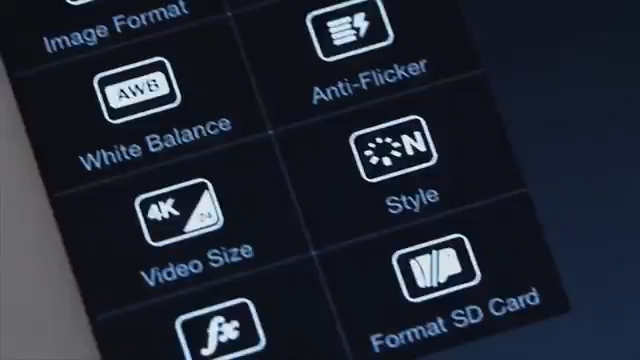 Image Format
Anti-Flicker
AWB
White Balance
N
Style
4K 24
Video Size
Format SD Card
fx